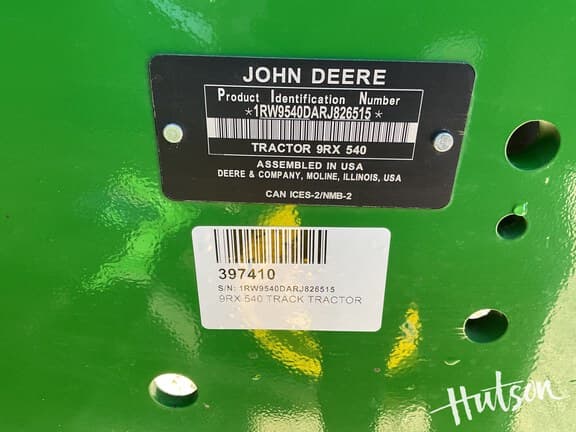 JOHN DEERE
Product Identification Number
*1RW9540DARJ826515*
TRACTOR 9RX 540
ASSEMBLED IN USA
DEERE & COMPANY, MOLINE, ILLINOIS, USA
CAN ICES-2/NMB-2
397410
S/N: 1RW9540DARJ826515
9RX 540 TRACK TRACTOR
Hutson